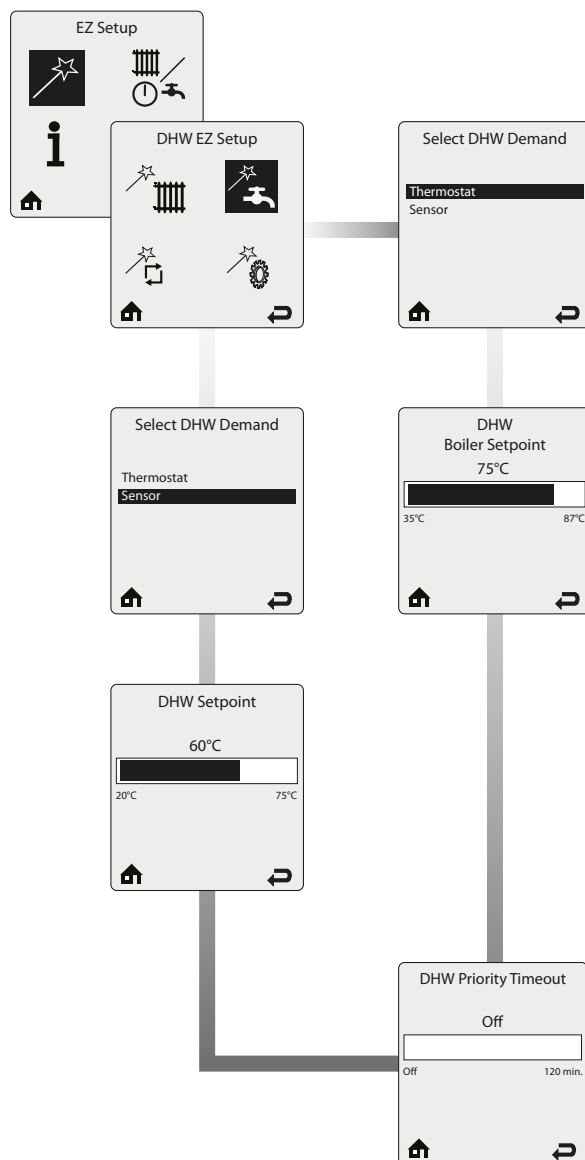 EZ Setup
DHW EZ Setup
Select DHW Demand
Thermostat
Sensor
Select DHW Demand
Thermostat
Sensor
DHW
Boiler Setpoint
75°C
35°C 87°C
DHW Setpoint
60°C
20°C 75°C
DHW Priority Timeout
Off
Off 120 min.